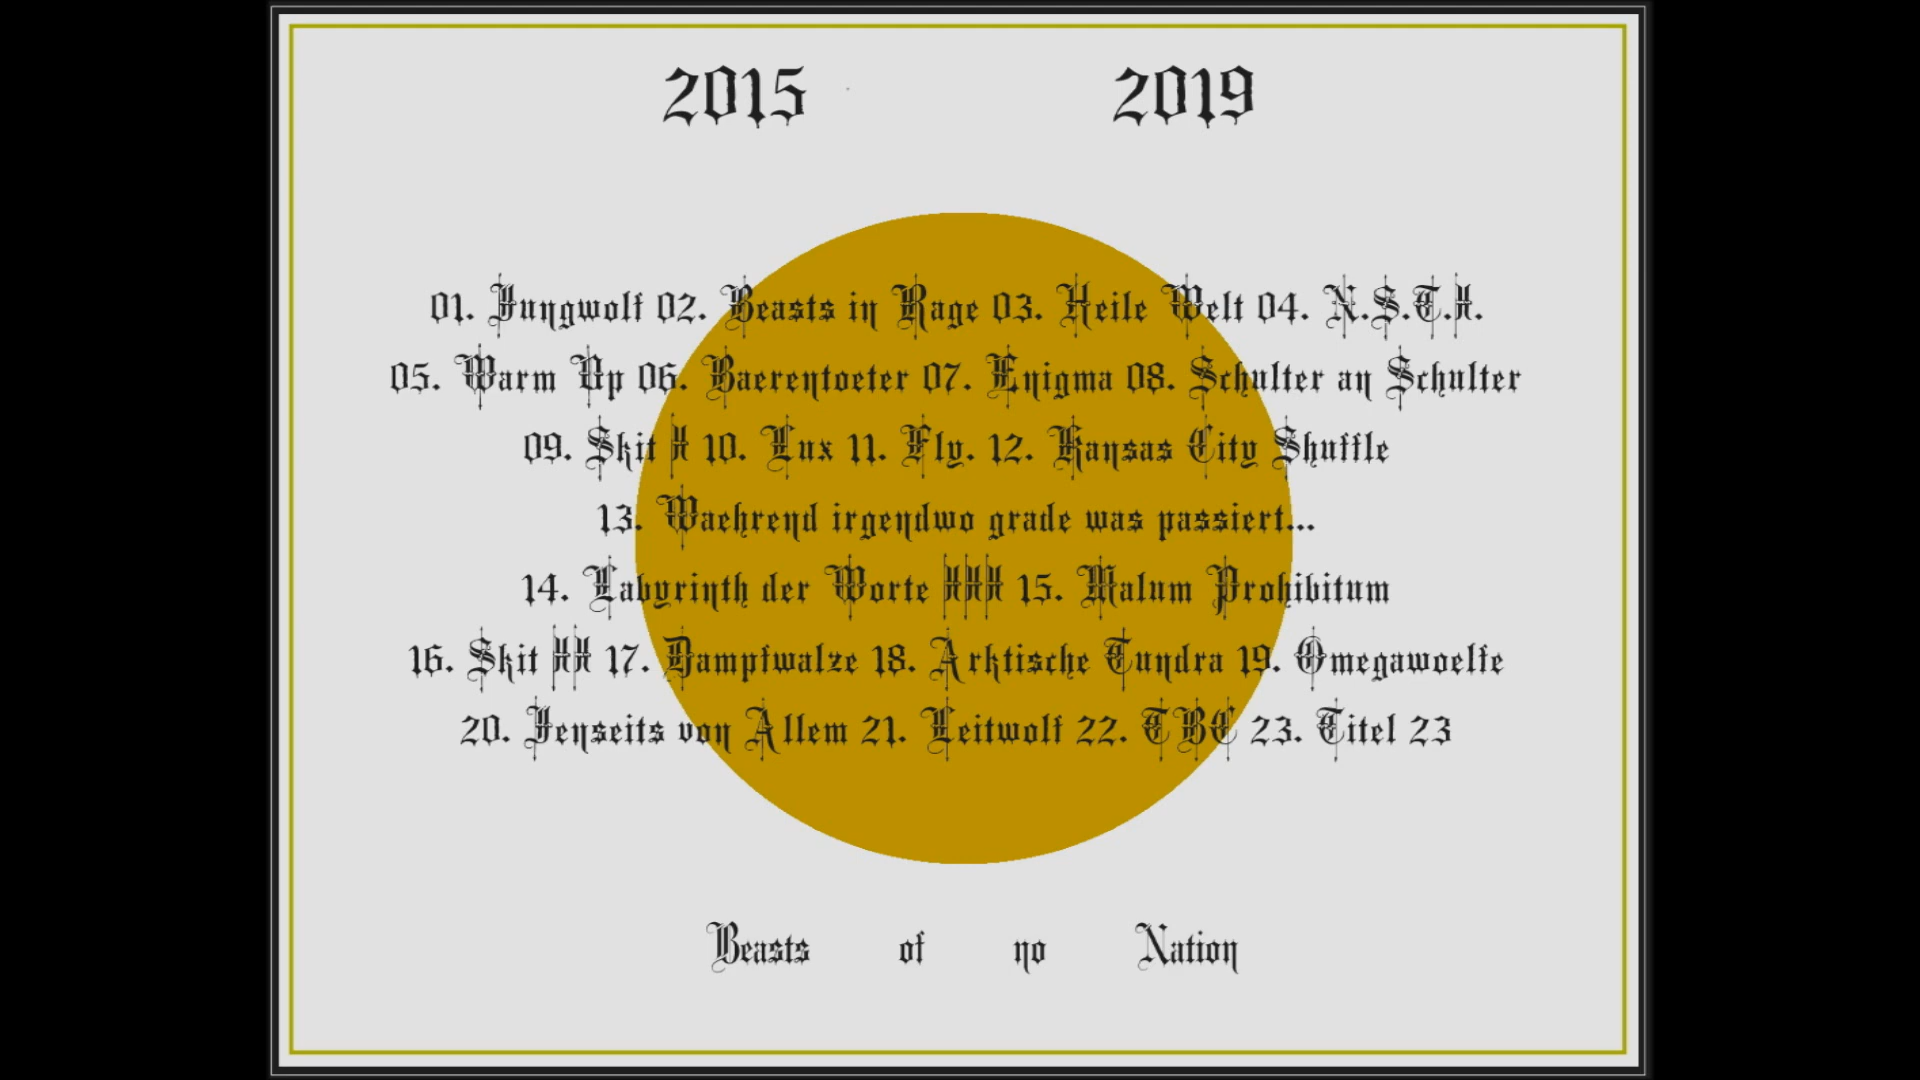 2015 2019
01. Jungwolf 02. Beasts in Rage 03. Heile Welt 04. N.S.T.I.
05. Warm Up 06. Baerentoeter 07. Enigma 08. Schulter an Schulter
09. Skit I 10. Lux 11. Fly. 12. Kansas City Shuffle
13. Waehrend irgendwo grade was passiert...
14. Labyrinth der Worte III 15. Malum Prohibitum
16. Skit II 17. Dampfwalze 18. Arktische Tundra 19. Omegawoelfe
20. Jenseits von Allem 21. Leitwolf 22. TBC 23. Titel 23
Beasts of no Nation